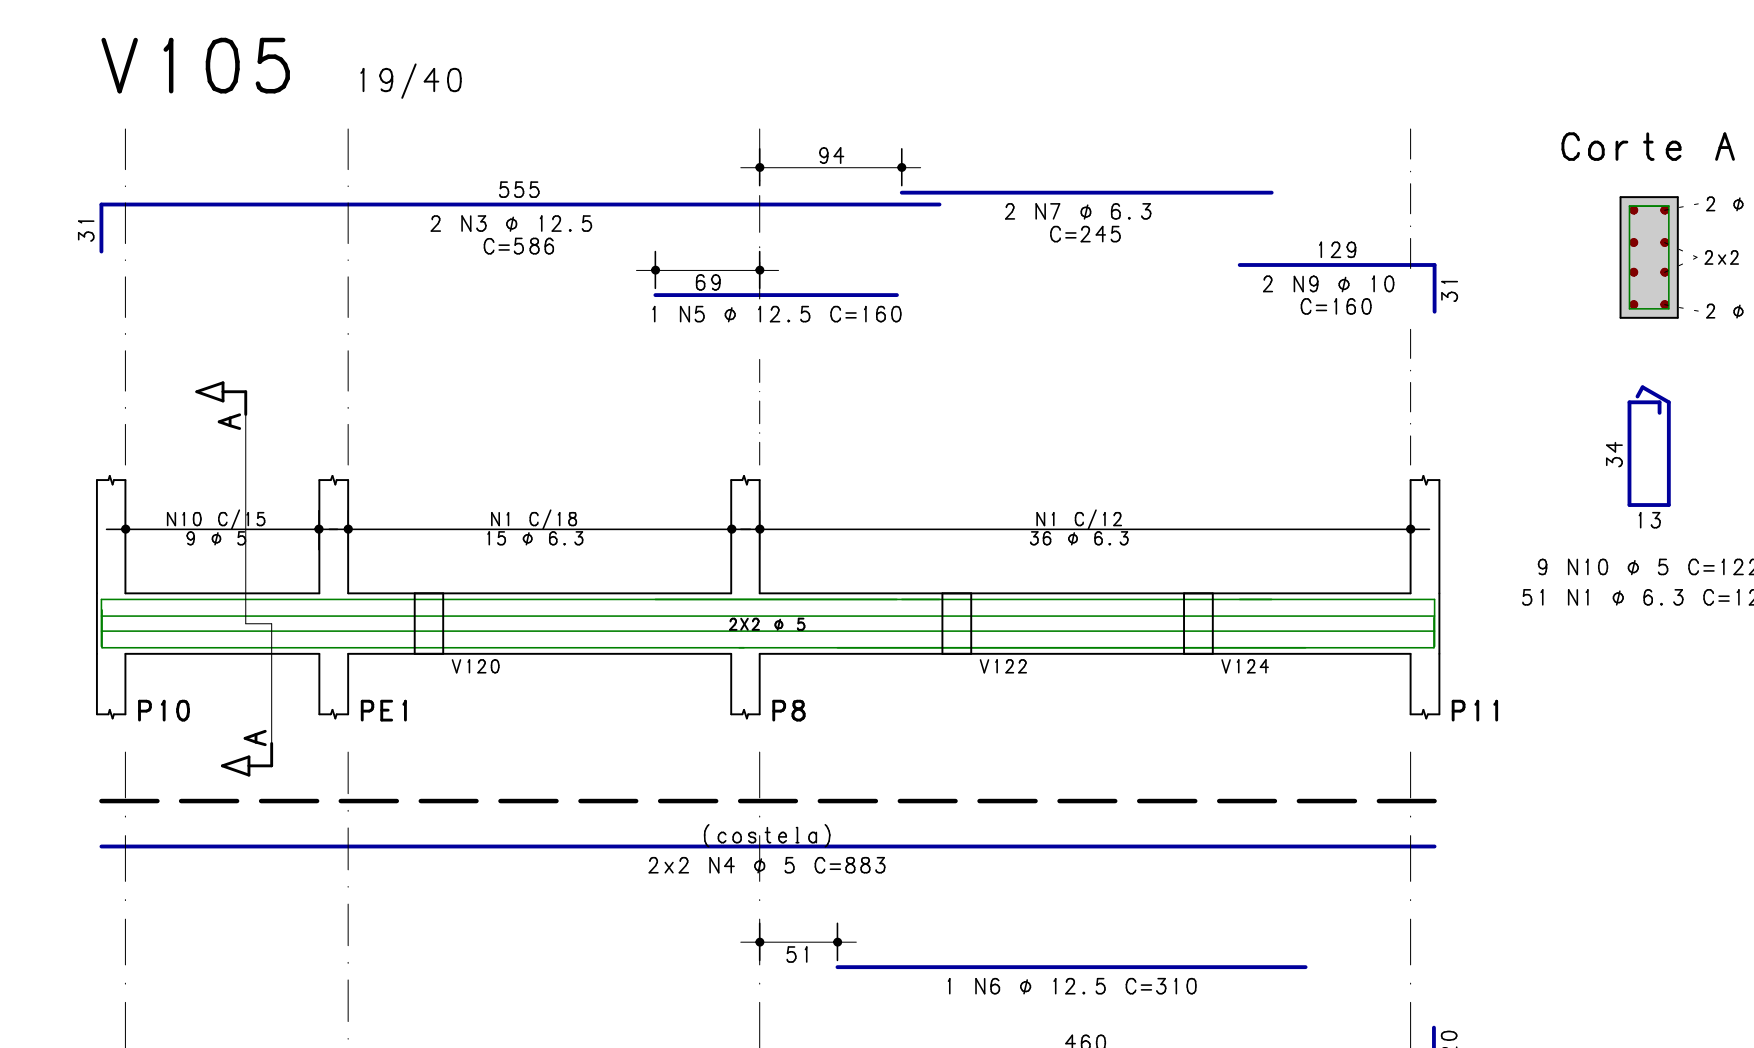 V105 19/40
Corte A
94
555
31
2 N3 ϕ 12.5
C=586
2 N7 ϕ 6.3
C=245
2 ϕ
2x2
2 ϕ
129
2 N9 ϕ 10
C=160
31
69
1 N5 ϕ 12.5 C=160
A
34
13
N10 C/15
9 ϕ 5
N1 C/18
15 ϕ 6.3
N1 C/12
36 ϕ 6.3
9 N10 ϕ 5 C=122
51 N1 ϕ 6.3 C=12
2X2 ϕ 5
V120
V122
V124
P10
PE1
P8
P11
A
(costela)
2x2 N4 ϕ 5 C=883
51
1 N6 ϕ 12.5 C=310
460